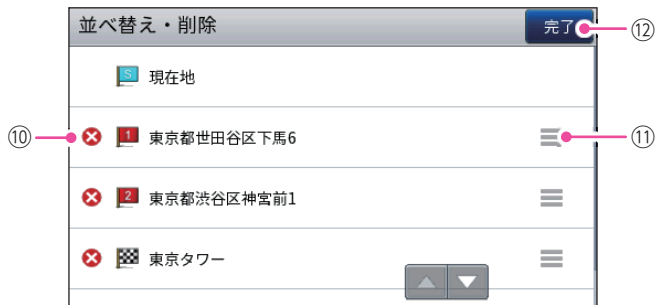 並べ替え・削除
完了
⑫
S
現在地
⑩
1
東京都世田谷区下馬6
⑪
2
東京都渋谷区神宮前1
東京タワー